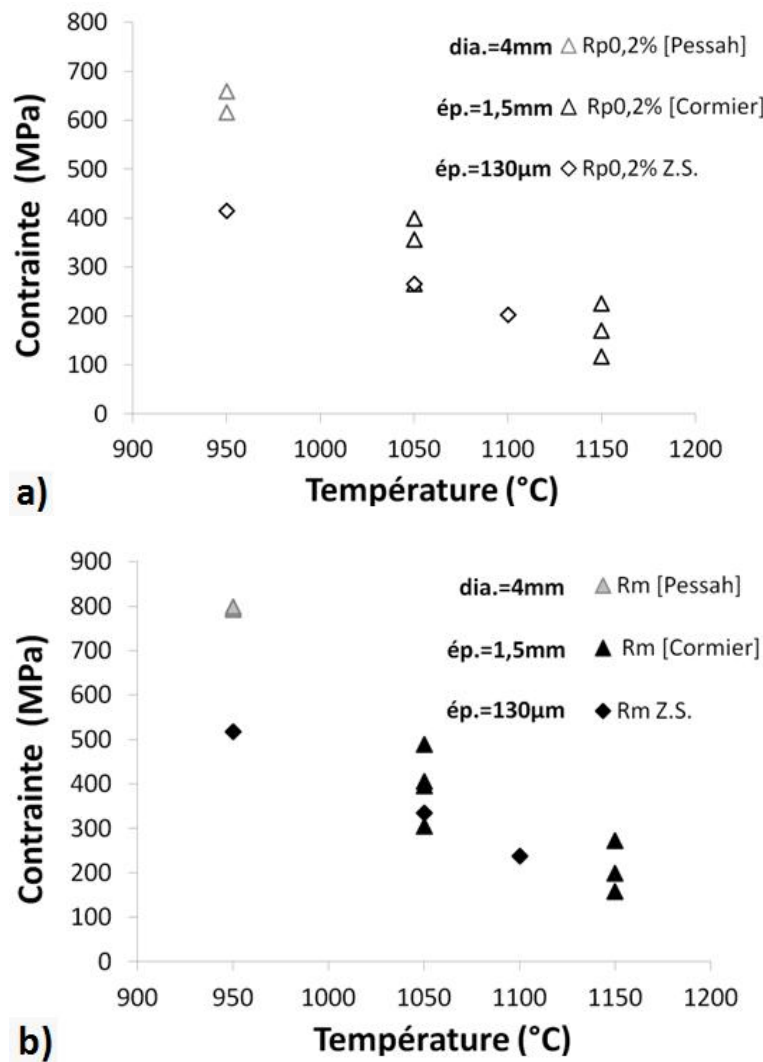 800
700
600
500
400
300
200
100
0
Contrainte (MPa)
dia.=4mm Rp0,2% [Pessah]
ép.=1,5mm Rp0,2% [Cormier]
ép.=130µm Rp0,2% Z.S.
900 950 1000 1050 1100 1150 1200
Température (°C)
a)
900
800
700
600
500
400
300
200
100
0
Contrainte (MPa)
dia.=4mm Rm [Pessah]
ép.=1,5mm Rm [Cormier]
ép.=130µm Rm Z.S.
900 950 1000 1050 1100 1150 1200
Température (°C)
b)